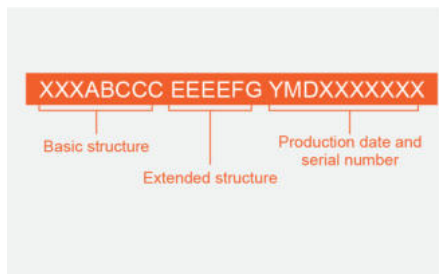 XXXABCCC EEEEFG YMDXXXXXXX
Basic structure
Extended structure
Production date and
serial number